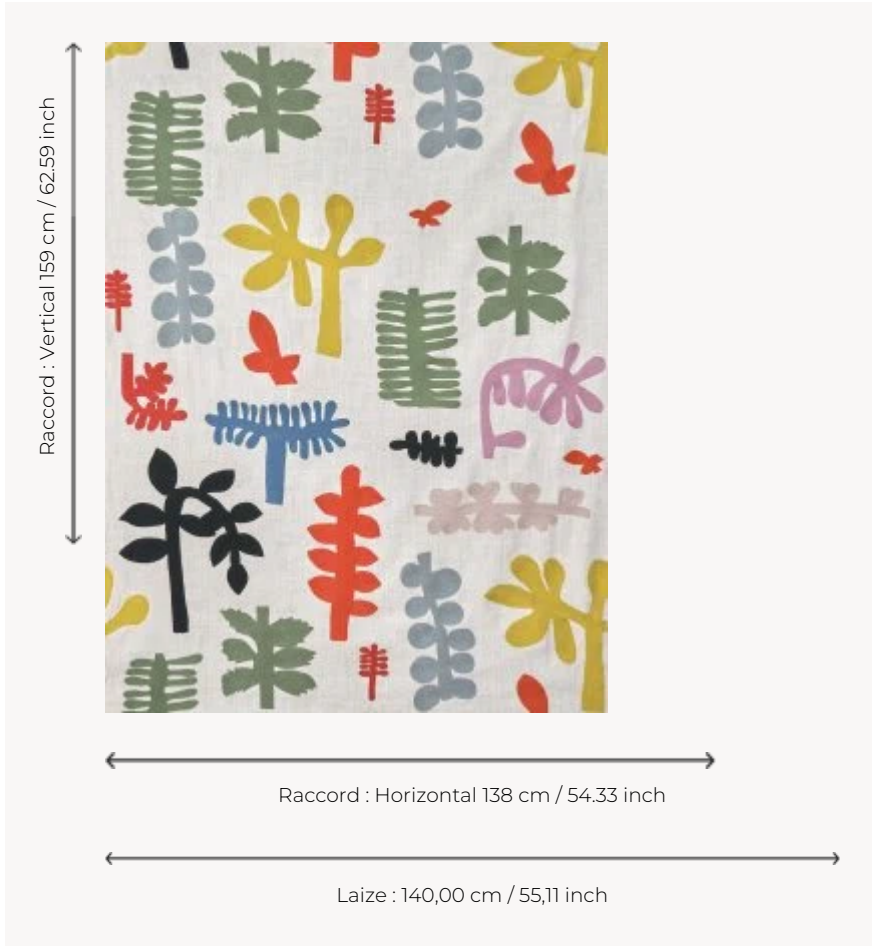 Raccord : Vertical 159 cm / 62.59 inch
Raccord : Horizontal 138 cm / 54.33 inch
Laize : 140,00 cm / 55,11 inch